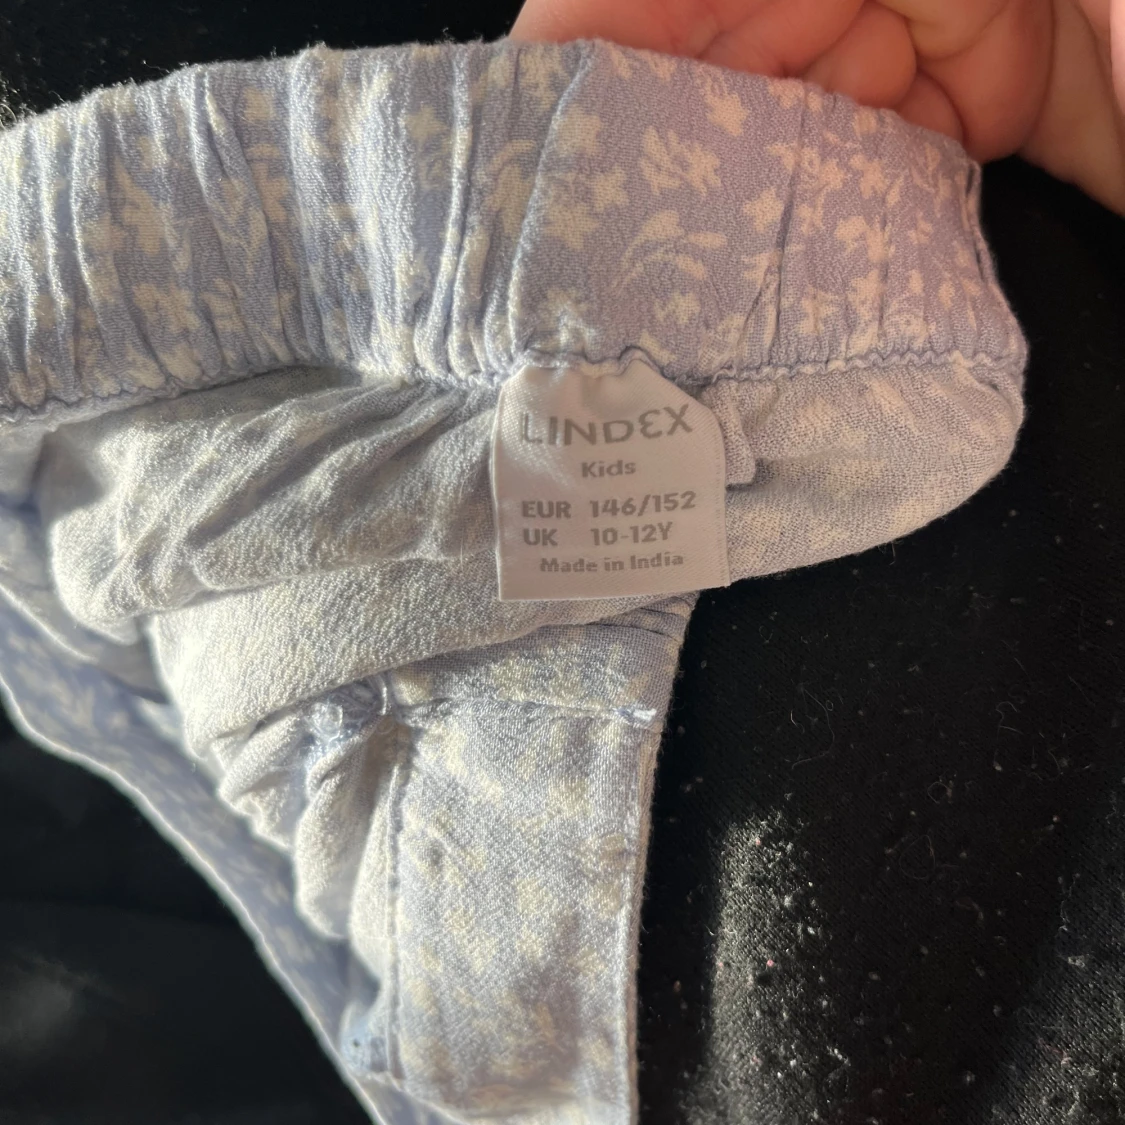 LINDEX
Kids
EUR 146/152
UK 10-12Y
Made in India